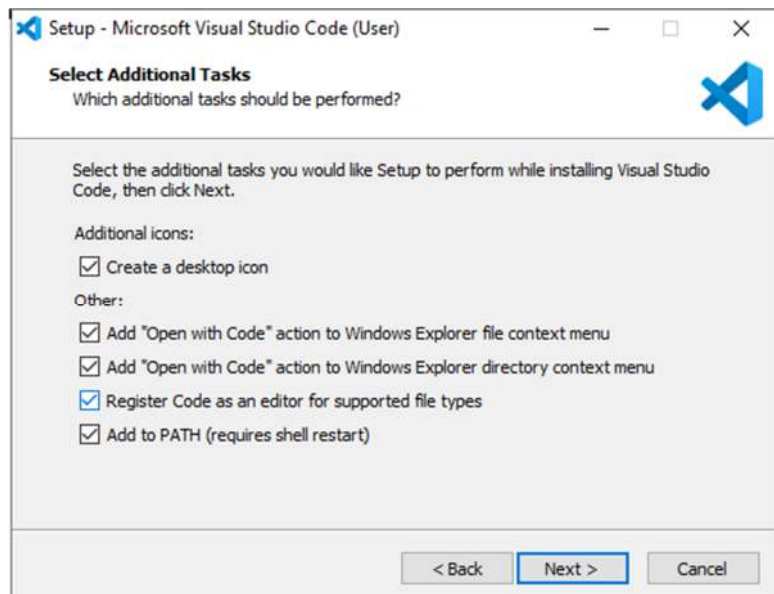 Setup - Microsoft Visual Studio Code (User)
Select Additional Tasks
Which additional tasks should be performed?
Select the additional tasks you would like Setup to perform while installing Visual Studio
Code, then click Next.
Additional icons:
Create a desktop icon
Other:
Add "Open with Code" action to Windows Explorer file context menu
Add "Open with Code" action to Windows Explorer directory context menu
Register Code as an editor for supported file types
Add to PATH (requires shell restart)
< Back Next > Cancel